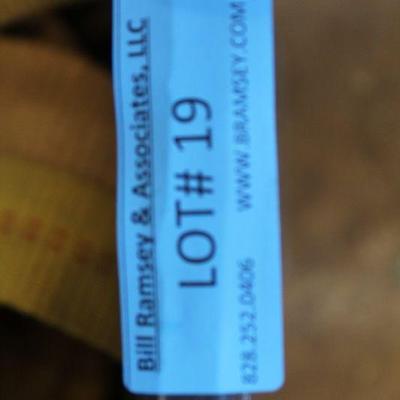 Bill Ramsey & Associates, LLC
LOT# 19
828.252.0406 WWW.BRAMSEY.COM